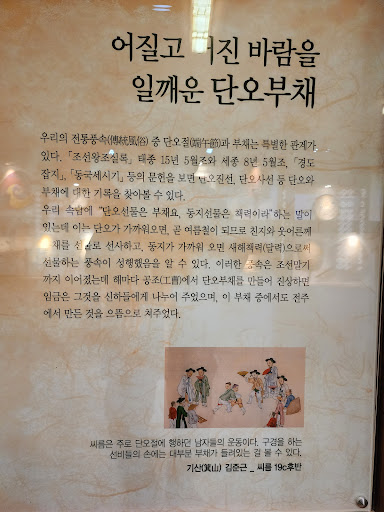 어질고 진 바람을
일깨운 단오부채
우리의 전통풍속(傳統風俗) 중 단오절(端午節)과 부채는 특별한 관계가
있다. 「조선왕조실록」 태종 15년 5월조와 세종 8년 5월조, 「경도
잡지」, 「동국세시기」 등의 문헌을 보면 단오진선, 단오사선 등 단오와
부채에 대한 기록을 찾아볼 수 있다.
우리 속담에 "단오선물은 부채요, 동지선물은 책력이라"하는 말이
있는데 이는 단오가 가까워오면, 곧 여름철이 되므로 친지와 웃어른께
채를 선물로 선사하고, 동지가 가까워 오면 새해책력(달력)으로써
선물하는 풍속이 성행했음을 알 수 있다. 이러한 풍속은 조선말기
까지 이어졌는데 해마다 공조(工曹)에서 단오부채를 만들어 진상하면
임금은 그것을 신하들에게 나누어 주었으며, 이 부채 중에서도 전주
에서 만든 것을 으뜸으로 쳐주었다.
씨름은 주로 단오절에 행하던 남자들의 운동이다. 구경을 하는
선비들의 손에는 대부분 부채가 들려있는 걸 볼 수 있다.
기산(箕山) 김준근 _ 씨름 19c후반